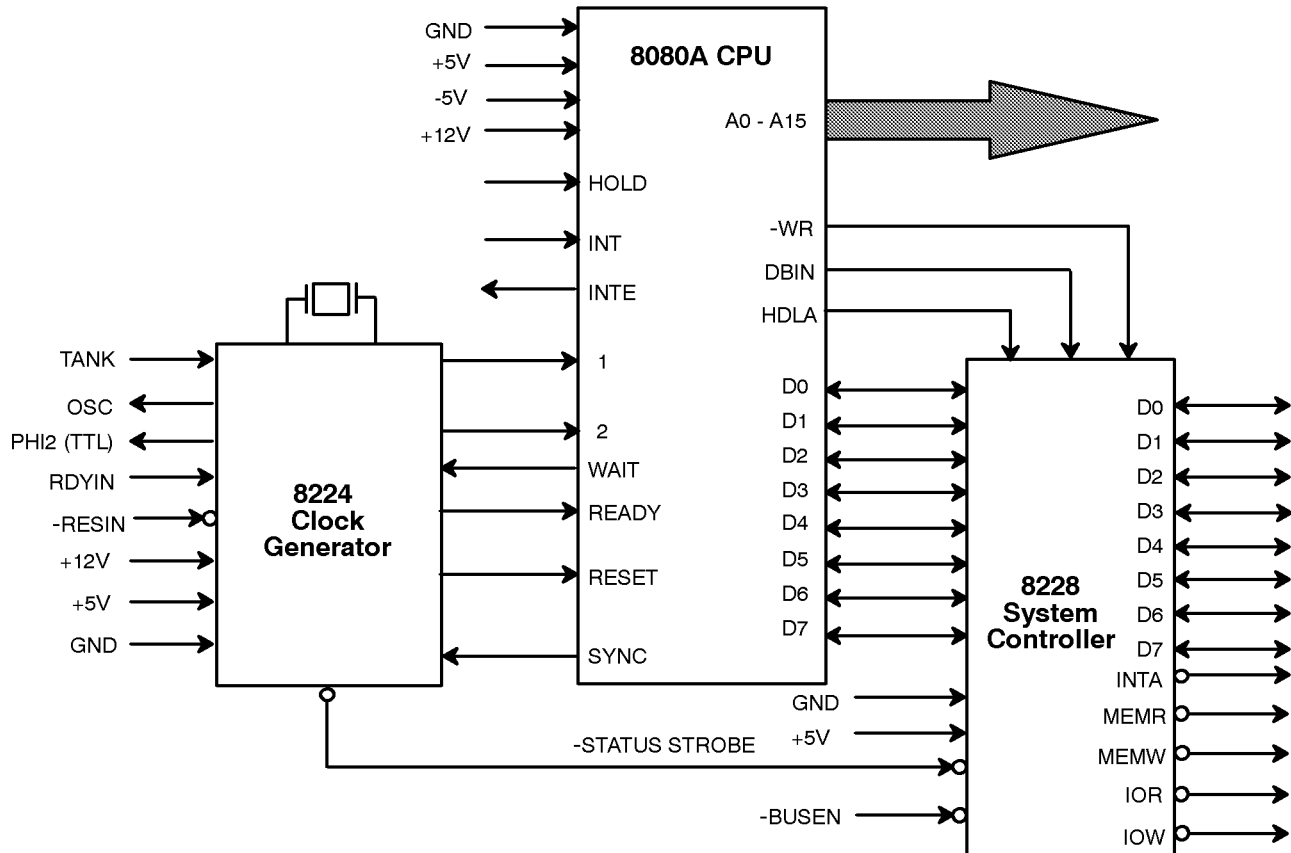 GND
+5V
-5V
+12V
8080A CPU
A0 - A15
HOLD
INT
INTE
-WR
DBIN
HDLA
1
2
WAIT
READY
RESET
SYNC
D0
D1
D2
D3
D4
D5
D6
D7
TANK
OSC
PHI2 (TTL)
RDYIN
-RESIN
+12V
+5V
GND
8224
Clock
Generator
GND
+5V
-STATUS STROBE
-BUSEN
8228
System
Controller
D0
D1
D2
D3
D4
D5
D6
D7
INTA
MEMR
MEMW
IOR
IOW